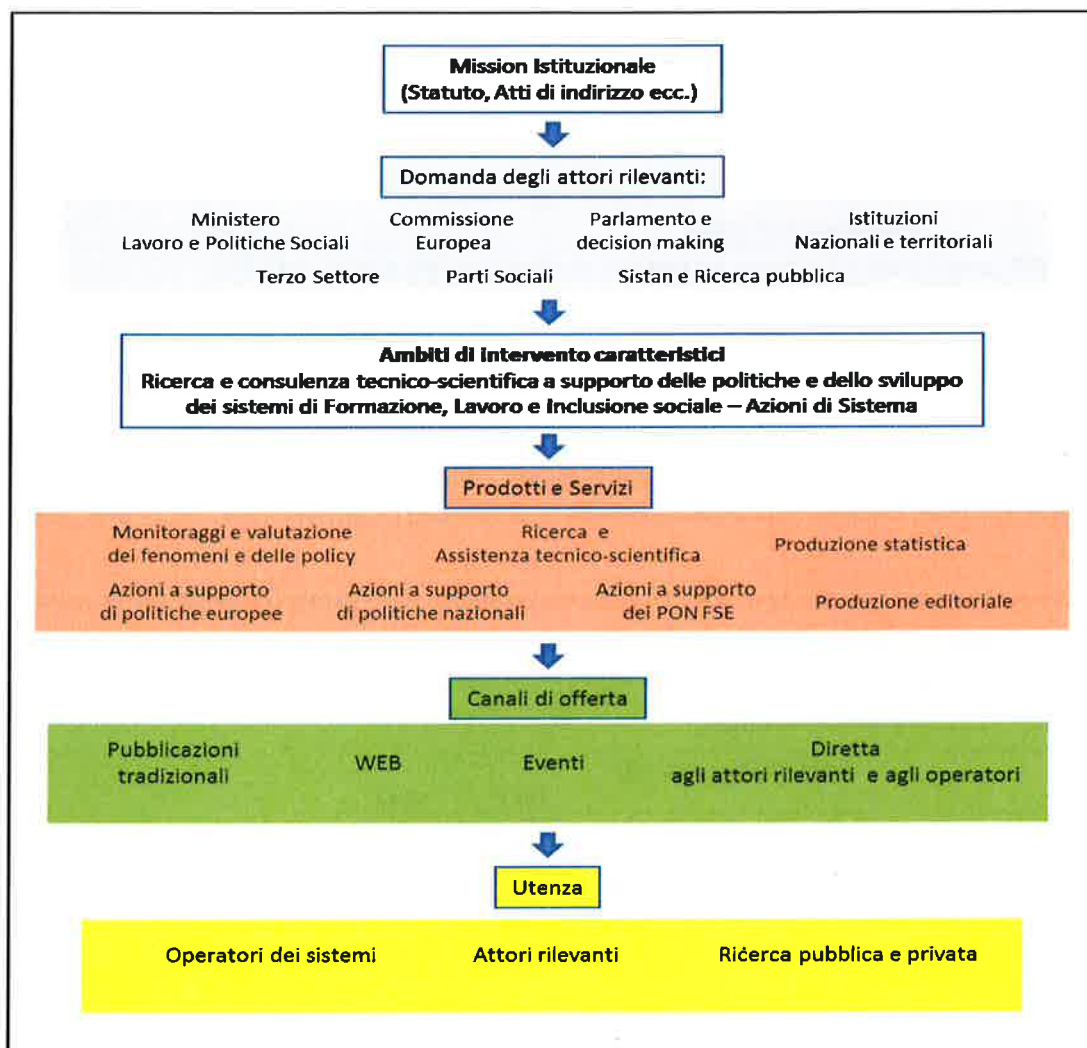 Mission Istituzionale
(Statuto, Atti di indirizzo ecc.)
Domanda degli attori rilevanti:
Ministero
Lavoro e Politiche Sociali
Commissione
Europea
Parlamento e
decision making
Istituzioni
Nazionali e territoriali
Terzo Settore
Parti Sociali
Sistan e Ricerca pubblica
Ambiti di intervento caratteristici
Ricerca e consulenza tecnico-scientifica a supporto delle politiche e dello sviluppo
dei sistemi di Formazione, Lavoro e Inclusione sociale – Azioni di Sistema
Prodotti e Servizi
Monitoraggi e valutazione
dei fenomeni e delle policy
Ricerca e
Assistenza tecnico-scientifica
Produzione statistica
Azioni a supporto
di politiche europee
Azioni a supporto
di politiche nazionali
Azioni a supporto
dei PON FSE
Produzione editoriale
Canali di offerta
Pubblicazioni
tradizionali
WEB
Eventi
Diretta
agli attori rilevanti e agli operatori
Utenza
Operatori dei sistemi
Attori rilevanti
Ricerca pubblica e privata